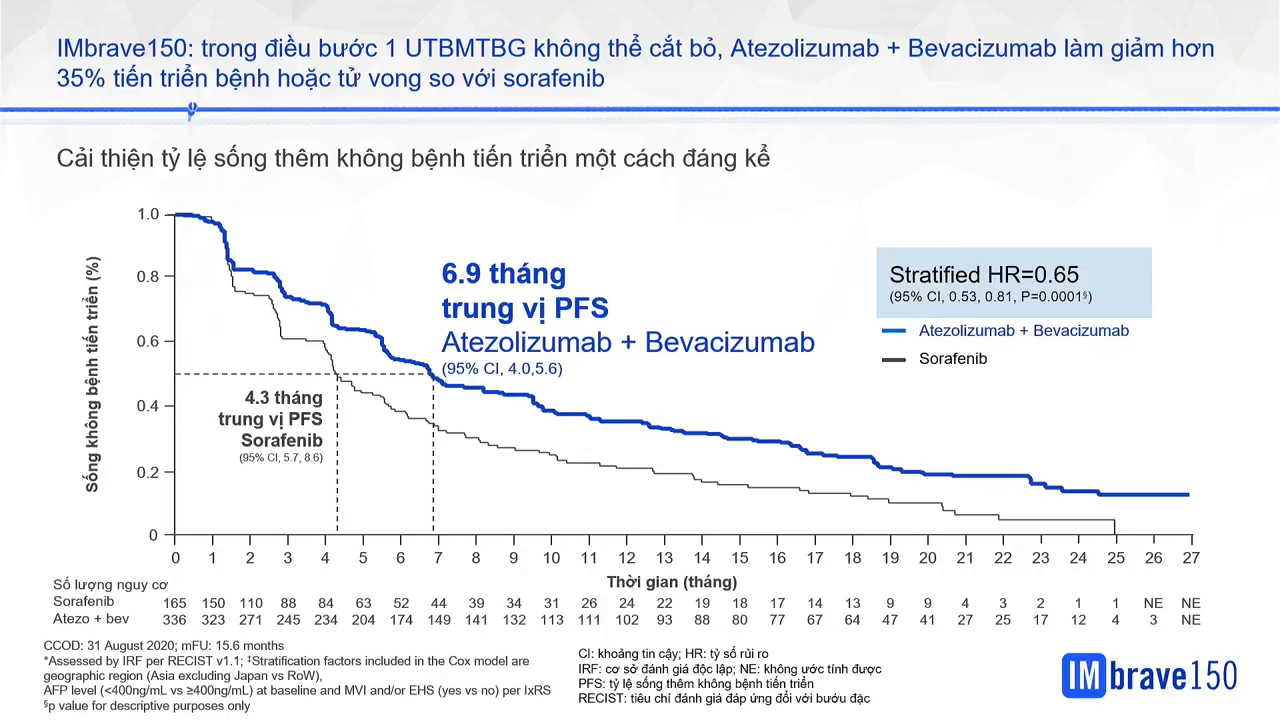 IMbrave150: trong điều bước 1 UTBMTBG không thể cắt bỏ, Atezolizumab + Bevacizumab làm giảm hơn
35% tiến triển bệnh hoặc tử vong so với sorafenib
Cải thiện tỷ lệ sống thêm không bệnh tiến triển một cách đáng kể
Sống không bệnh tiến triển (%)
1.0
0.8
0.6
0.4
0.2
0
6.9 tháng
trung vị PFS
Atezolizumab + Bevacizumab
(95% CI, 4.0,5.6)
4.3 tháng
trung vị PFS
Sorafenib
(95% CI, 5.7, 8.6)
Stratified HR=0.65
(95% CI, 0.53, 0.81, P=0.0001§)
Atezolizumab + Bevacizumab
Sorafenib
0 1 2 3 4 5 6 7 8 9 10 11 12 13 14 15 16 17 18 19 20 21 22 23 24 25 26 27
Thời gian (tháng)
Số lượng nguy cơ
Sorafenib 165 150 110 88 84 63 52 44 39 34 31 26 24 22 19 18 17 14 13 9 9 4 3 2 1 1 NE NE
Atezo + bev 336 323 271 245 234 204 174 149 141 132 113 111 102 93 88 80 77 67 64 47 41 27 25 17 12 4 3 NE
CCOD: 31 August 2020; mFU: 15.6 months
*Assessed by IRF per RECIST v1.1; ‡Stratification factors included in the Cox model are
geographic region (Asia excluding Japan vs RoW),
AFP level (<400ng/mL vs ≥400ng/mL) at baseline and MVI and/or EHS (yes vs no) per IxRS
§p value for descriptive purposes only
CI: khoảng tin cậy; HR: tỷ số rủi ro
IRF: cơ sở đánh giá độc lập; NE: không ước tính được
PFS: tỷ lệ sống thêm không bệnh tiến triển
RECIST: tiêu chí đánh giá đáp ứng đổi với bướu đặc
IMbrave150